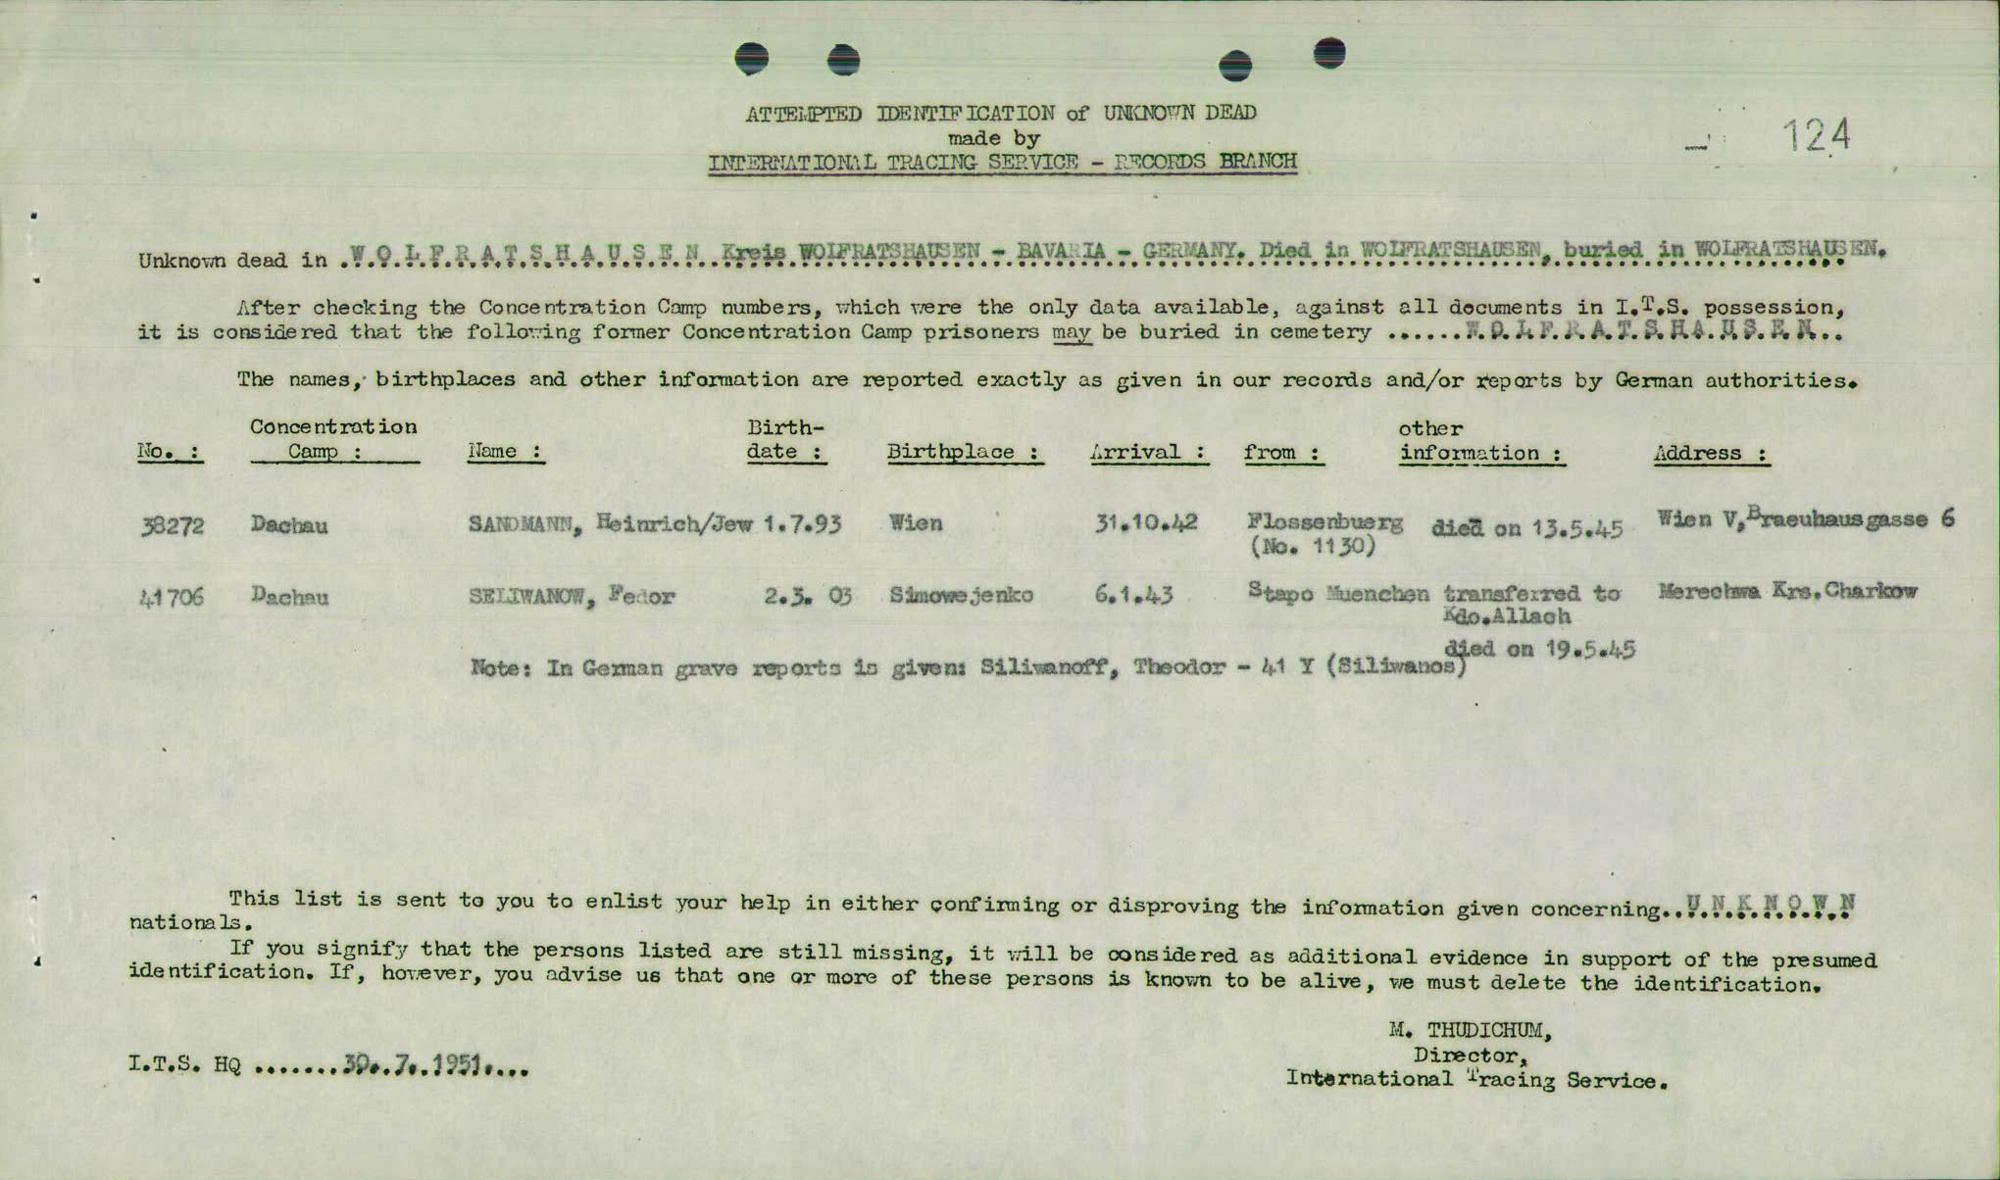 ATTEMPTED IDENTIFICATION of UNKNOWN DEAD
made by
INTERNATIONAL TRACING SERVICE - RECORDS BRANCH
124
Unknown dead in .W.O.L.F.R.A.T.S.H.A.U.S.E.N. Kreis WOLFRATSHAUSEN - BAVARIA - GERMANY. Died in WOLFRATSHAUSEN, buried in WOLFRATSHAUSEN.
After checking the Concentration Camp numbers, which were the only data available, against all documents in I.T.S. possession,
it is considered that the following former Concentration Camp prisoners may be buried in cemetery ......W.O.L.F.R.A.T.S.H.A.U.S.E.N...
The names, birthplaces and other information are reported exactly as given in our records and/or reports by German authorities.
No. : Concentration Camp : Name : Birth-date : Birthplace : Arrival : from : other information : Address :
38272 Dachau SANDMANN, Heinrich/Jew 1.7.93 Wien 31.10.42 Flossenbuerg died on 13.5.45 Wien V, Braeuhausgasse 6
(No. 1130)
41706 Dachau SELIWANOW, Fedor 2.3. 03 Simowejenko 6.1.43 Stapo Muenchen transferred to Merechwa Krs.Charkow
Kdo.Allach
died on 19.5.45
Note: In German grave reports is given: Siliwanoff, Theodor - 41 Y (Siliwanos)
This list is sent to you to enlist your help in either confirming or disproving the information given concerning..U.N.K.N.O.W.N
nationals.
If you signify that the persons listed are still missing, it will be considered as additional evidence in support of the presumed
identification. If, however, you advise us that one or more of these persons is known to be alive, we must delete the identification.
M. THUDICHUM,
Director,
International Tracing Service.
I.T.S. HQ .......30..7..1951.....